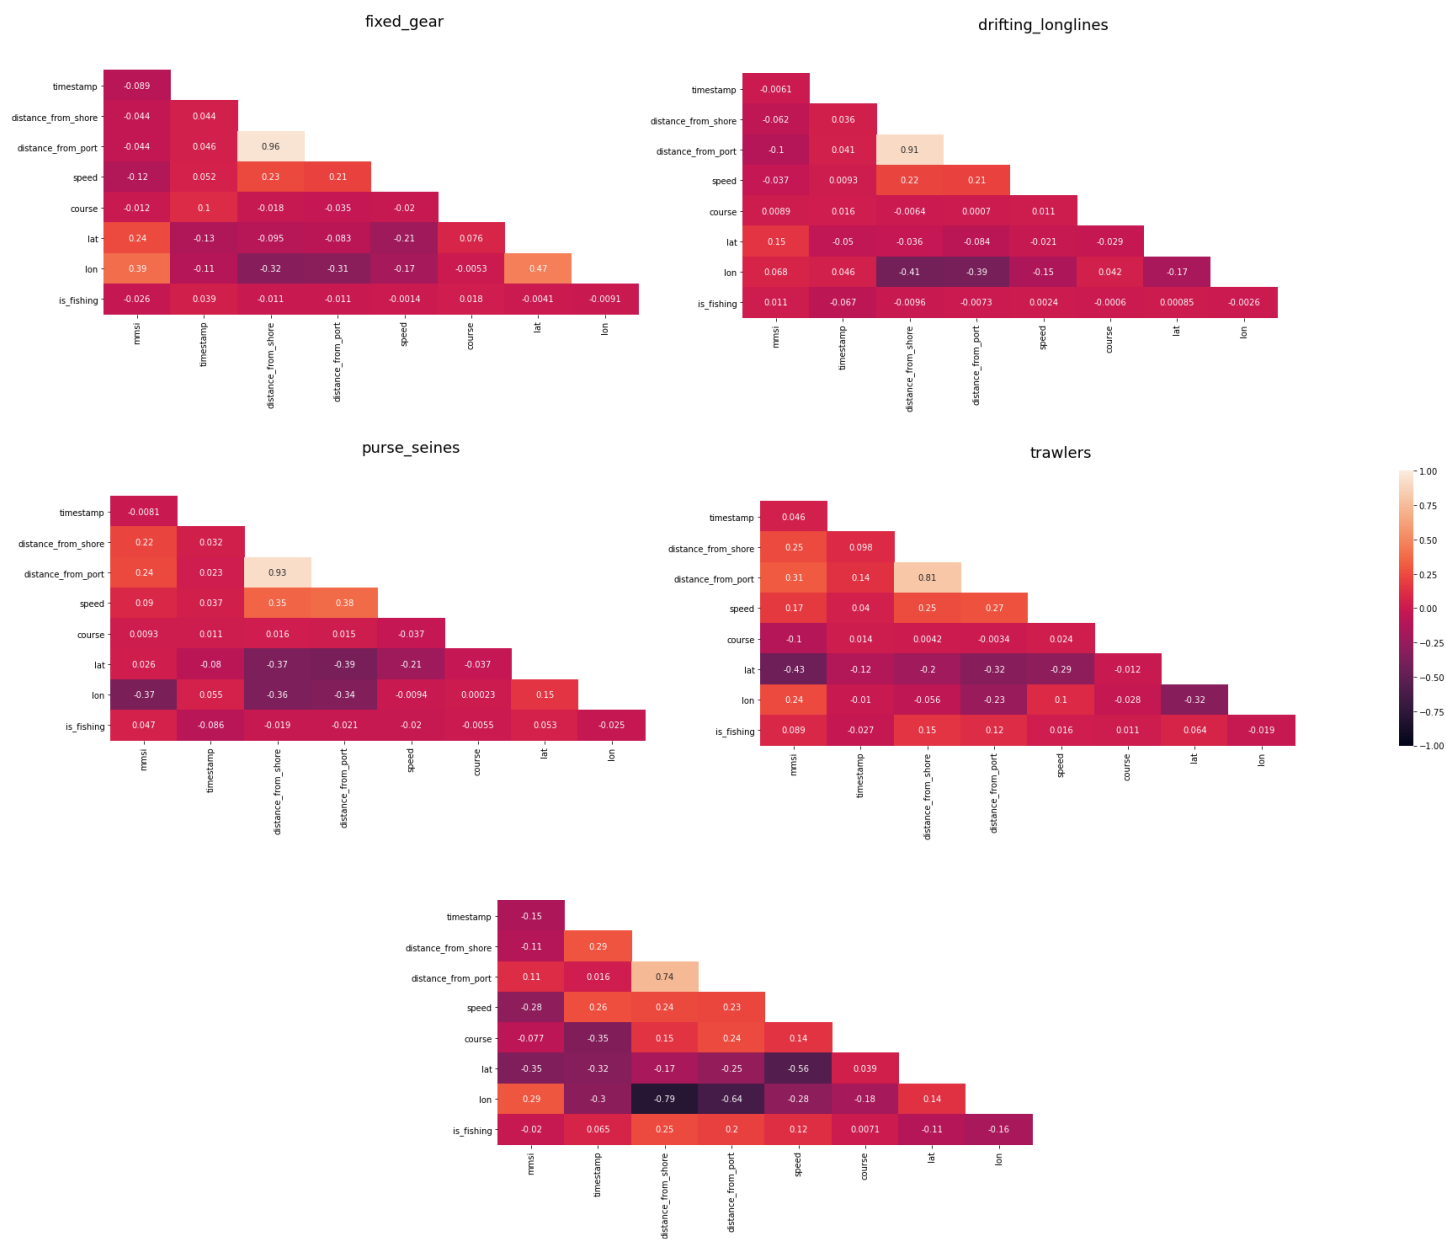 fixed_gear
timestamp -0.089
distance_from_shore -0.044 0.044
distance_from_port -0.044 0.046 0.96
speed -0.12 0.052 0.23 0.21
course -0.012 0.1 -0.018 -0.035 -0.02
lat 0.24 -0.13 -0.095 -0.083 -0.21 0.076
lon 0.39 -0.11 -0.32 -0.31 -0.17 -0.0053 0.47
is_fishing -0.026 0.039 -0.011 -0.011 -0.0014 0.018 -0.0041 -0.0091
mmsi timestamp distance_from_shore distance_from_port speed course lat lon
drifting_longlines
timestamp -0.0061
distance_from_shore -0.062 0.036
distance_from_port -0.1 0.041 0.91
speed -0.037 0.0093 0.22 0.21
course 0.0089 0.016 -0.0064 0.0007 0.011
lat 0.15 -0.05 -0.036 -0.084 -0.021 -0.029
lon 0.068 0.046 -0.41 -0.39 -0.15 0.042 -0.17
is_fishing 0.011 -0.067 -0.0096 -0.0073 0.0024 -0.0006 0.00085 -0.0026
mmsi timestamp distance_from_shore distance_from_port speed course lat lon
purse_seines
timestamp -0.0081
distance_from_shore 0.22 0.032
distance_from_port 0.24 0.023 0.93
speed 0.09 0.037 0.35 0.38
course 0.0093 0.011 0.016 0.015 -0.037
lat 0.026 -0.08 -0.37 -0.39 -0.21 -0.037
lon -0.37 0.055 -0.36 -0.34 -0.0094 0.00023 0.15
is_fishing 0.047 -0.086 -0.019 -0.021 -0.02 -0.0055 0.053 -0.025
mmsi timestamp distance_from_shore distance_from_port speed course lat lon
trawlers
timestamp 0.046
distance_from_shore 0.25 0.098
distance_from_port 0.31 0.14 0.81
speed 0.17 0.04 0.25 0.27
course -0.1 0.014 0.0042 -0.0034 0.024
lat -0.43 -0.12 -0.2 -0.32 -0.29 -0.012
lon 0.24 -0.01 -0.056 -0.23 0.1 -0.028 -0.32
is_fishing 0.089 -0.027 0.15 0.12 0.016 0.011 0.064 -0.019
mmsi timestamp distance_from_shore distance_from_port speed course lat lon
1.00
0.75
0.50
0.25
0.00
−0.25
−0.50
−0.75
−1.00
timestamp -0.15
distance_from_shore -0.11 0.29
distance_from_port 0.11 0.016 0.74
speed -0.28 0.26 0.24 0.23
course -0.077 -0.35 0.15 0.24 0.14
lat -0.35 -0.32 -0.17 -0.25 -0.56 0.039
lon 0.29 -0.3 -0.79 -0.64 -0.28 -0.18 0.14
is_fishing -0.02 0.065 0.25 0.2 0.12 0.0071 -0.11 -0.16
mmsi timestamp distance_from_shore distance_from_port speed course lat lon